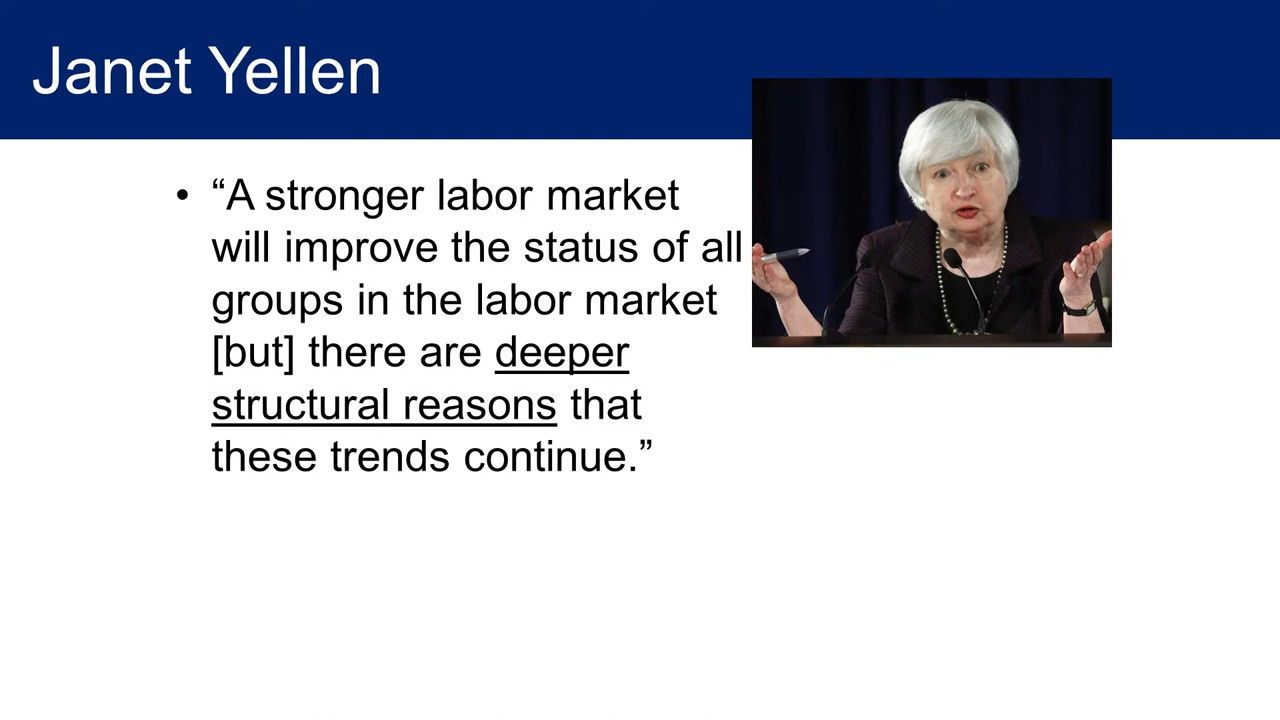 Janet Yellen
• “A stronger labor market
will improve the status of all
groups in the labor market
[but] there are deeper
structural reasons that
these trends continue.”